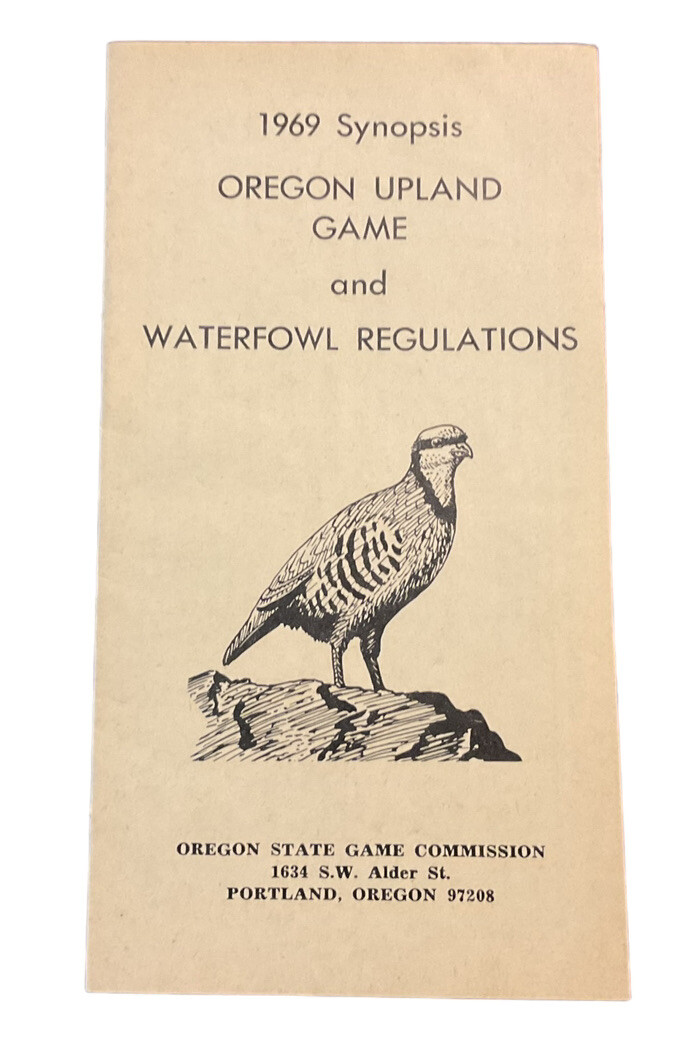 1969 Synopsis
OREGON UPLAND
GAME
and
WATERFOWL REGULATIONS
OREGON STATE GAME COMMISSION
1634 S.W. Alder St.
PORTLAND, OREGON 97208